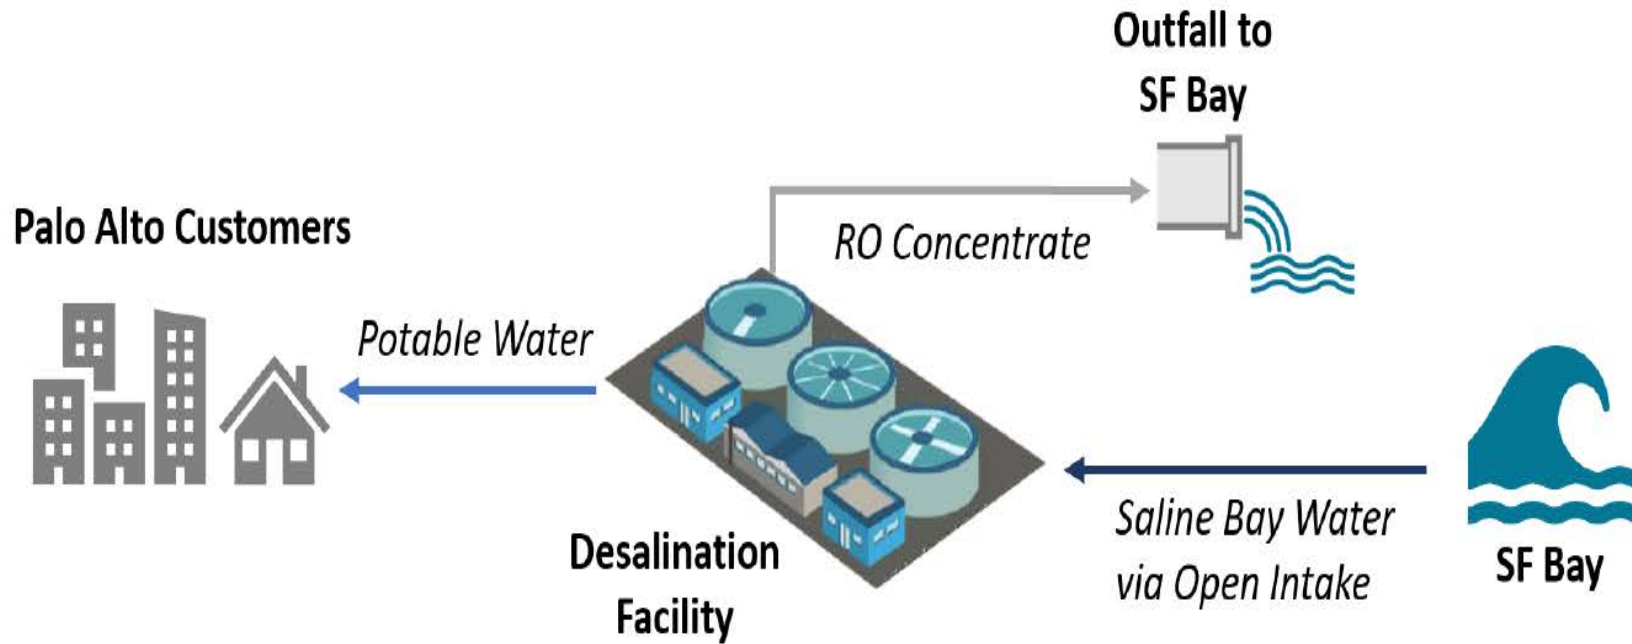 Outfall to
SF Bay
Palo Alto Customers
RO Concentrate
Potable Water
Saline Bay Water
via Open Intake
SF Bay
Desalination
Facility